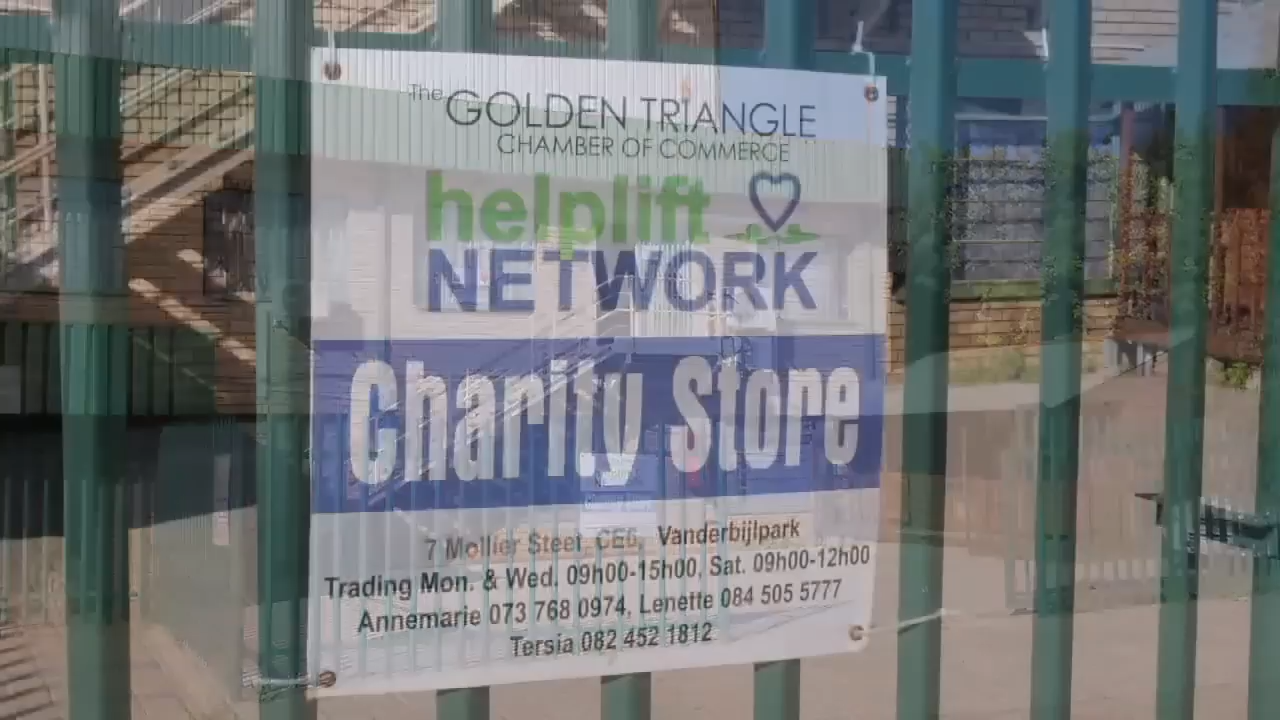 The GOLDEN TRIANGLE
CHAMBER OF COMMERCE
helplift
NETWORK
Charity Store
7 Mollier Steet, CE6, Vanderbijlpark
Trading Mon. & Wed. 09h00-15h00, Sat. 09h00-12h00
Annemarie 073 768 0974, Lenette 084 505 5777
Tersia 082 452 1812